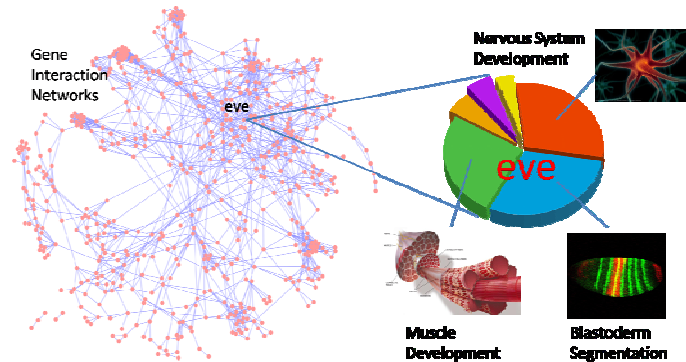 Gene
Interaction
Networks
eve
Nervous System
Development
eve
Muscle
Development
Blastoderm
Segmentation